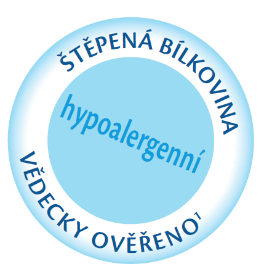 ŠTĚPENÁ BÍLKOVINA
hypoalergenní
VĚDECKY OVĚŘENO¹